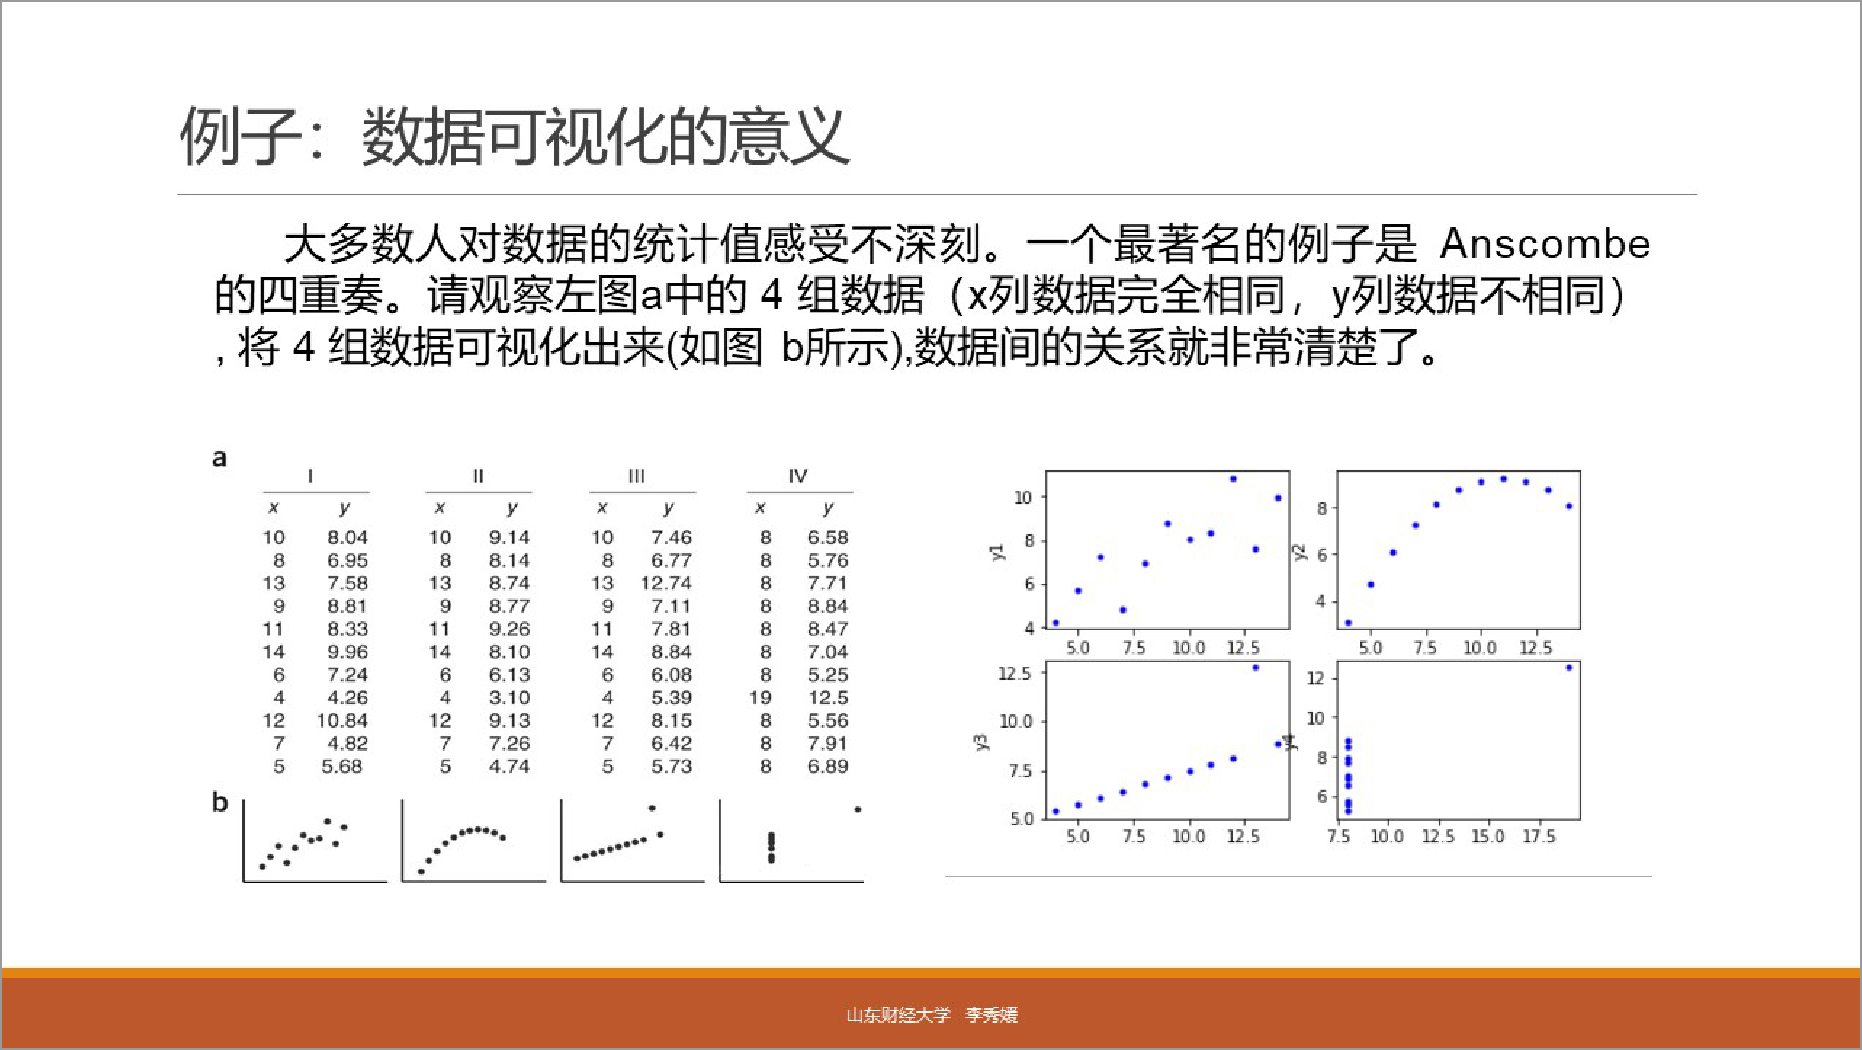 例子：数据可视化的意义
大多数人对数据的统计值感受不深刻。一个最著名的例子是 Anscombe
的四重奏。请观察左图a中的 4 组数据（x列数据完全相同，y列数据不相同）
, 将 4 组数据可视化出来(如图 b所示),数据间的关系就非常清楚了。
a
I II III IV
x y x y x y x y
10 8.04 10 9.14 10 7.46 8 6.58
8 6.95 8 8.14 8 6.77 8 5.76
13 7.58 13 8.74 13 12.74 8 7.71
9 8.81 9 8.77 9 7.11 8 8.84
11 8.33 11 9.26 11 7.81 8 8.47
14 9.96 14 8.10 14 8.84 8 7.04
6 7.24 6 6.13 6 6.08 8 5.25
4 4.26 4 3.10 4 5.39 19 12.5
12 10.84 12 9.13 12 8.15 8 5.56
7 4.82 7 7.26 7 6.42 8 7.91
5 5.68 5 4.74 5 5.73 8 6.89
b
y1
10
8
6
4
5.0 7.5 10.0 12.5
y2
8
6
4
5.0 7.5 10.0 12.5
y3
12.5
10.0
7.5
5.0
5.0 7.5 10.0 12.5
y4
12
10
8
6
7.5 10.0 12.5 15.0 17.5
山东财经大学 李秀媛